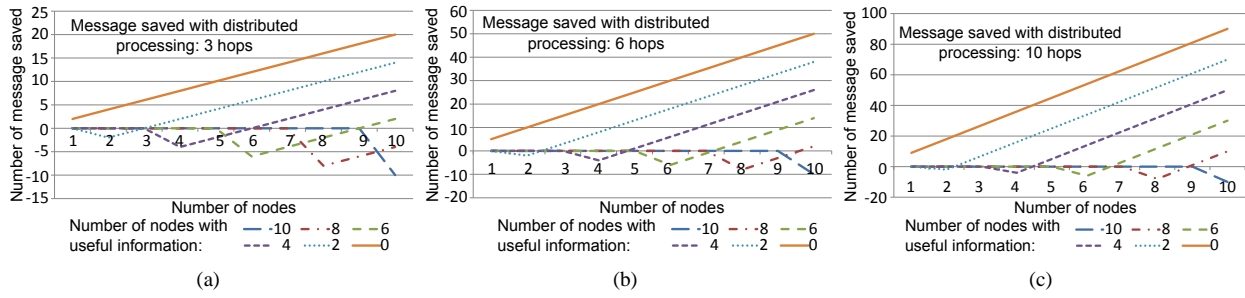 Number of message saved
25
20
15
10
5
0
-5
-10
-15
Message saved with distributed
processing: 3 hops
1 2 3 4 5 6 7 8 9 10
Number of nodes
Number of nodes with
useful information:
10 8 6
4 2 0
(a)
Number of message saved
60
50
40
30
20
10
0
-10
-20
Message saved with distributed
processing: 6 hops
1 2 3 4 5 6 7 8 9 10
Number of nodes
Number of nodes with
useful information:
10 8 6
4 2 0
(b)
Number of message saved
100
80
60
40
20
0
-20
Message saved with distributed
processing: 10 hops
1 2 3 4 5 6 7 8 9 10
Number of nodes
Number of nodes with
useful information:
10 8 6
4 2 0
(c)